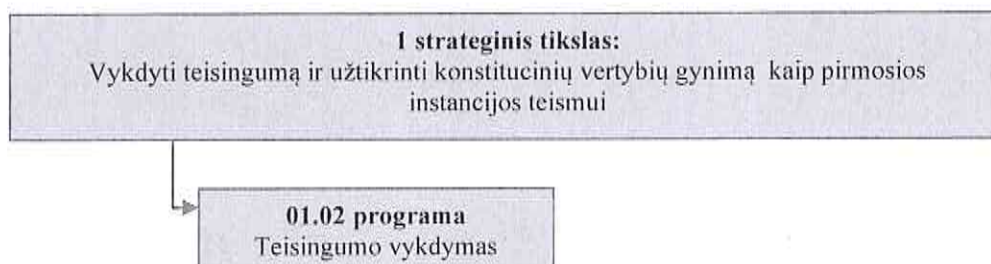 1 strateginis tikslas:
Vykdyti teisingumą ir užtikrinti konstitucinių vertybių gynimą kaip pirmosios
instancijos teismui
01.02 programa
Teisingumo vykdymas